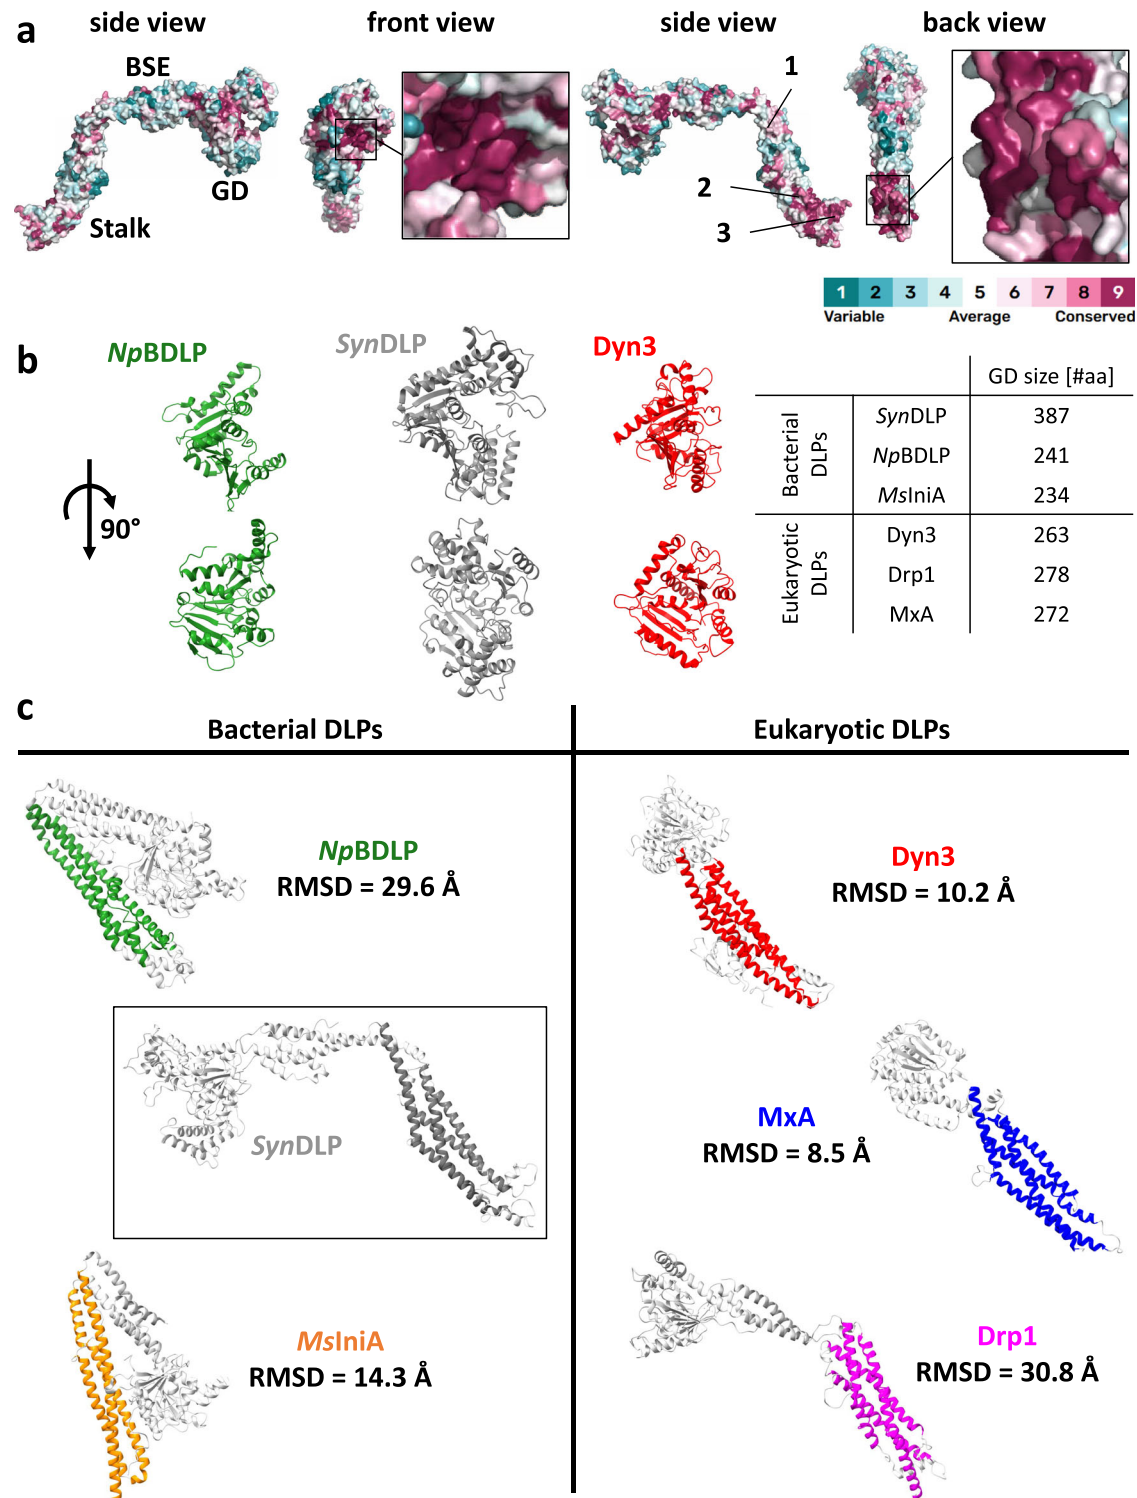 a
side view
front view
side view
back view
BSE
GD
Stalk
1
2
3
1 2 3 4 5 6 7 8 9
Variable Average Conserved
b
NpBDLP
SynDLP
Dyn3
90°
GD size [#aa]
Bacterial DLPs
SynDLP 387
NpBDLP 241
MsIniA 234
Eukaryotic DLPs
Dyn3 263
Drp1 278
MxA 272
c
Bacterial DLPs
Eukaryotic DLPs
NpBDLP
RMSD = 29.6 Å
Dyn3
RMSD = 10.2 Å
SynDLP
MxA
RMSD = 8.5 Å
MsIniA
RMSD = 14.3 Å
Drp1
RMSD = 30.8 Å